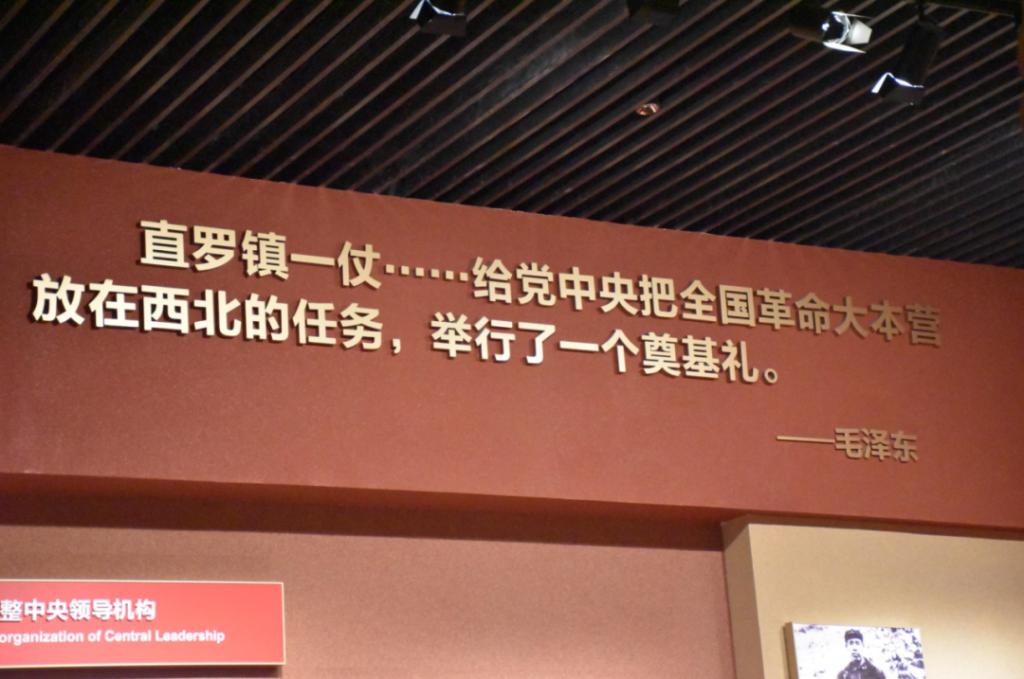 直罗镇一仗……给党中央把全国革命大本营
放在西北的任务，举行了一个奠基礼。
——毛泽东
整中央领导机构
organization of Central Leadership